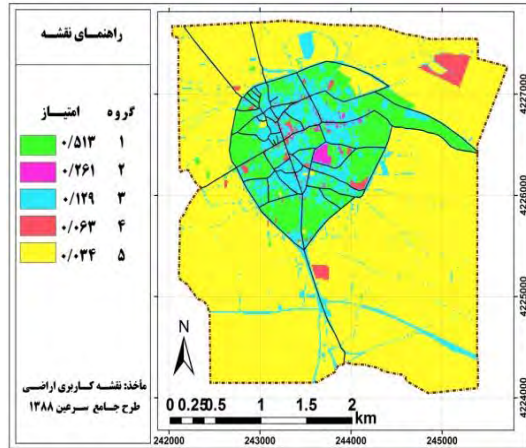 راهنمای نقشه
گروه امتیاز
۱ ۰/۵۱۳
۲ ۰/۲۶۱
۳ ۰/۱۲۹
۴ ۰/۰۶۳
۵ ۰/۰۳۴
مأخذ: نقشه کاربری اراضی
طرح جامع سرعین ۱۳۸۸
4227000
4226000
4225000
4224000
N
0 0.25 0.5 1 2
km
242000 243000 244000 245000